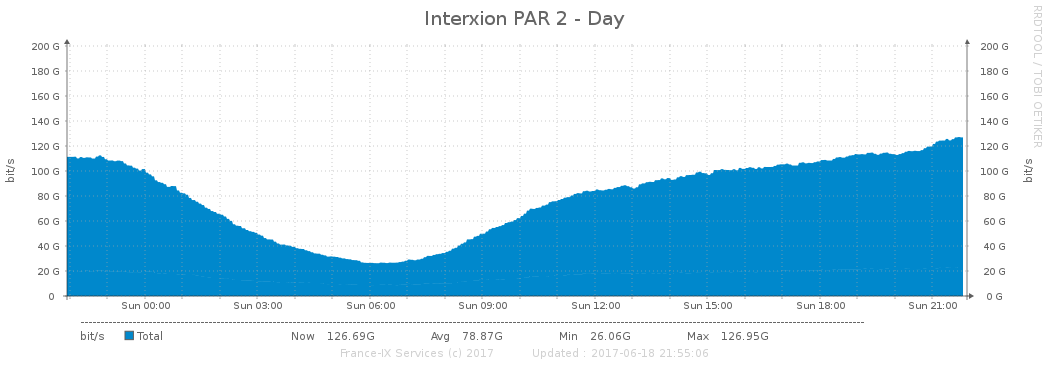 Interxion PAR 2 - Day
RRDTOOL / TOBI OETIKER
200 G 200 G
180 G 180 G
160 G 160 G
140 G 140 G
120 G 120 G
100 G 100 G
80 G 80 G
60 G 60 G
40 G 40 G
20 G 20 G
0 0 G
bit/s
bit/s
Sun 00:00 Sun 03:00 Sun 06:00 Sun 09:00 Sun 12:00 Sun 15:00 Sun 18:00 Sun 21:00
bit/s Total Now 126.69G Avg 78.87G Min 26.06G Max 126.95G
France-IX Services (c) 2017 Updated : 2017-06-18 21:55:06